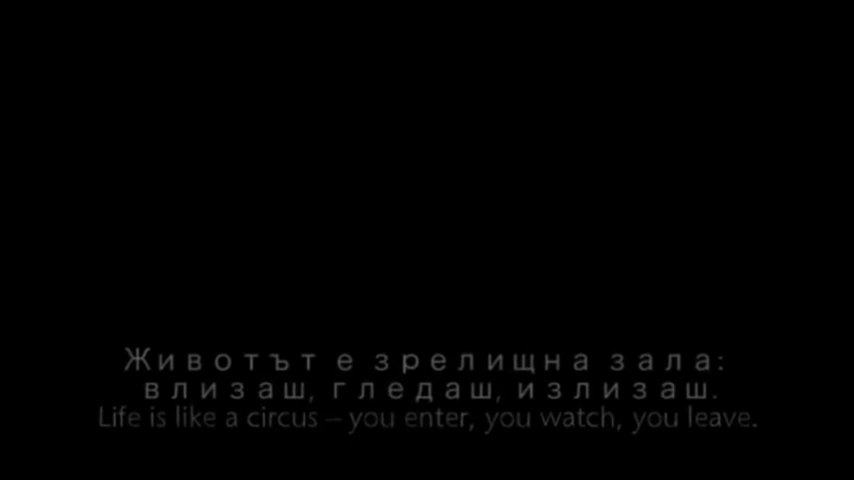 Животът е зрелищна зала:
влизаш, гледаш, излизаш.
Life is like a circus – you enter, you watch, you leave.